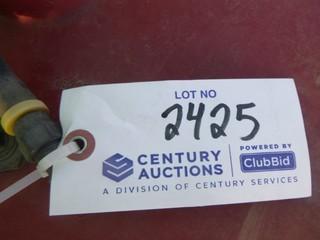 LOT NO
2425
CENTURY AUCTIONS
POWERED BY
ClubBid
A DIVISION OF CENTURY SERVICES